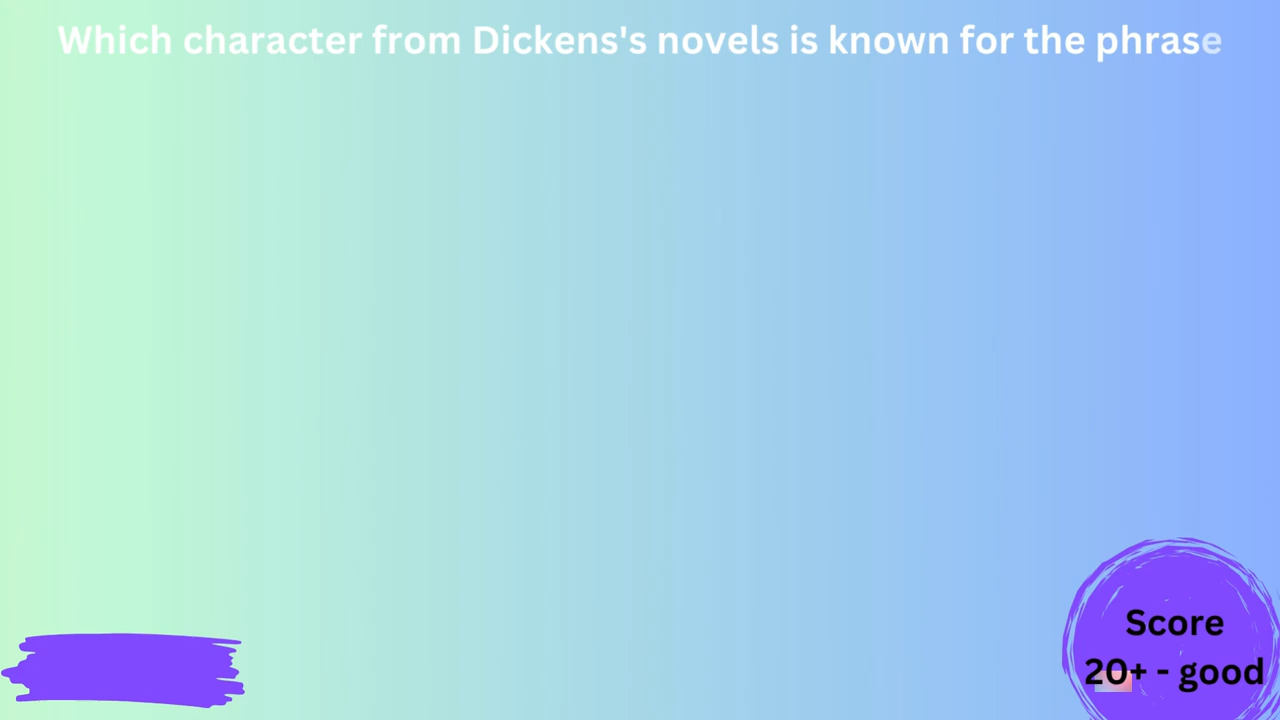 Which character from Dickens's novels is known for the phrase
Score
20+ - good